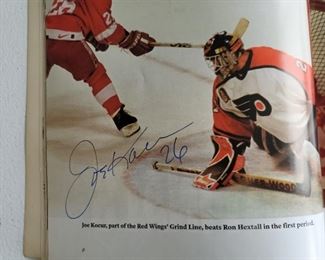 26
Joe Kocur 26
Joe Kocur, part of the Red Wings' Grind Line, beats Ron Hextall in the first period.